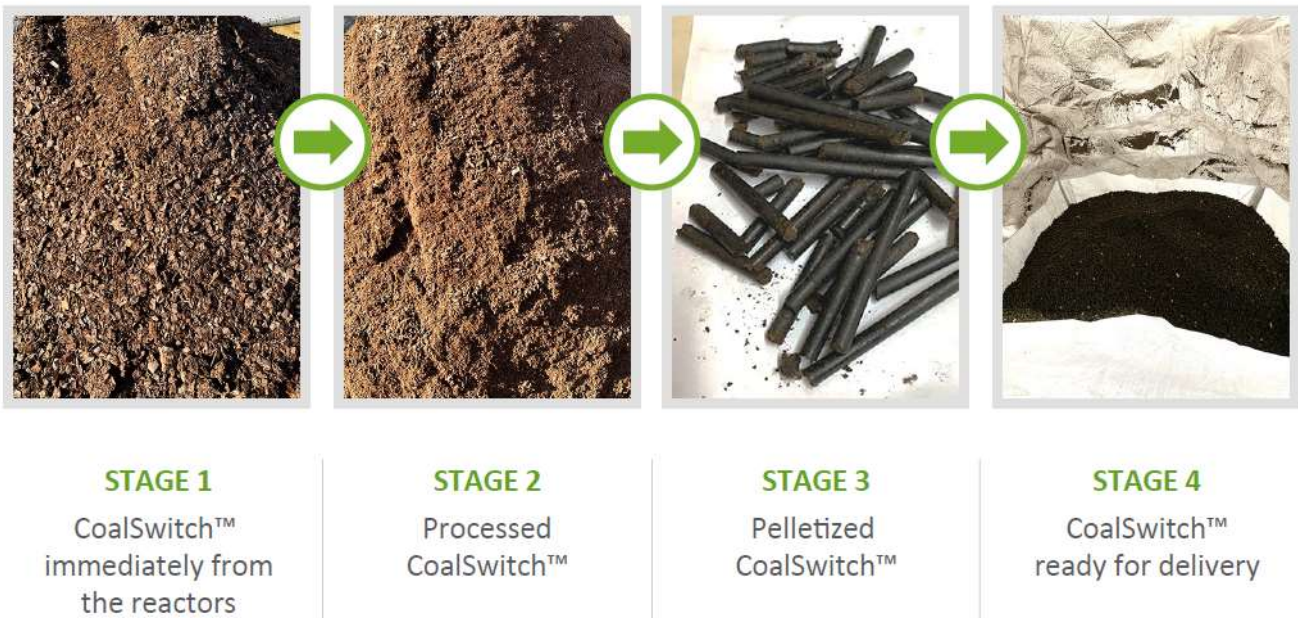 STAGE 1
CoalSwitch™
immediately from
the reactors
STAGE 2
Processed
CoalSwitch™
STAGE 3
Pelletized
CoalSwitch™
STAGE 4
CoalSwitch™
ready for delivery